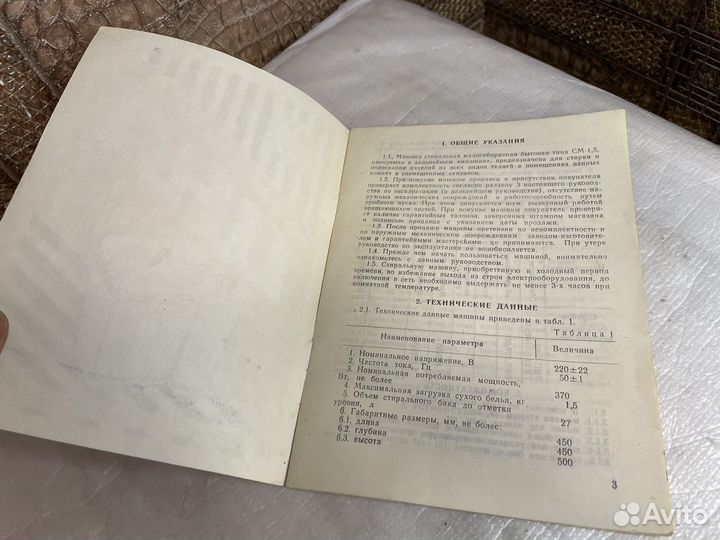 1. ОБЩИЕ УКАЗАНИЯ
1.1. Машина стиральная малогабаритная бытовая типа СМ-1,5,
именуемая в дальнейшем «машина», предназначена для стирки и
полоскания изделий из всех видов тканей в помещениях ванных
комнат и совмещенных санузлов.
1.2. При покупке машины продавец в присутствии покупателя
проверяет комплектность согласно разделу 3 настоящего руковод-
ства по эксплуатации (в дальнейшем руководства), отсутствие на-
ружных механических повреждений и работоспособность путем
пробного пуска. При этом допускается шум, вызванный работой
вращающихся частей. При покупке машины покупатель проверя-
ет наличие гарантийных талонов, заверенных штампом магазина
и подписью продавца с указанием даты продажи.
1.3. После продажи машины претензии по некомплектности и
по наружным механическим повреждениям заводом-изготовите-
лем и гарантийными мастерскими не принимаются. При утере
руководство по эксплуатации не возобновляется.
1.4. Прежде чем начать пользоваться машиной, внимательно
ознакомьтесь с данным руководством.
1.5. Стиральную машину, приобретенную в холодный период
времени, во избежание выхода из строя электрооборудования, до
включения в сеть необходимо выдержать не менее 3-х часов при
комнатной температуре.
2. ТЕХНИЧЕСКИЕ ДАННЫЕ
2.1. Технические данные машины приведены в табл. 1.
Таблица 1
Наименование параметра Величина
1. Номинальное напряжение, В 220±22
2. Частота тока, Гц 50±1
3. Номинальная потребляемая мощность,
Вт, не более 370
4. Максимальная загрузка сухого белья, кг 1,5
5. Объем стирального бака до отметки
уровня, л 27
6. Габаритные размеры, мм, не более:
6.1. длина 450
6.2. глубина 450
6.3. высота 500
3
Avito